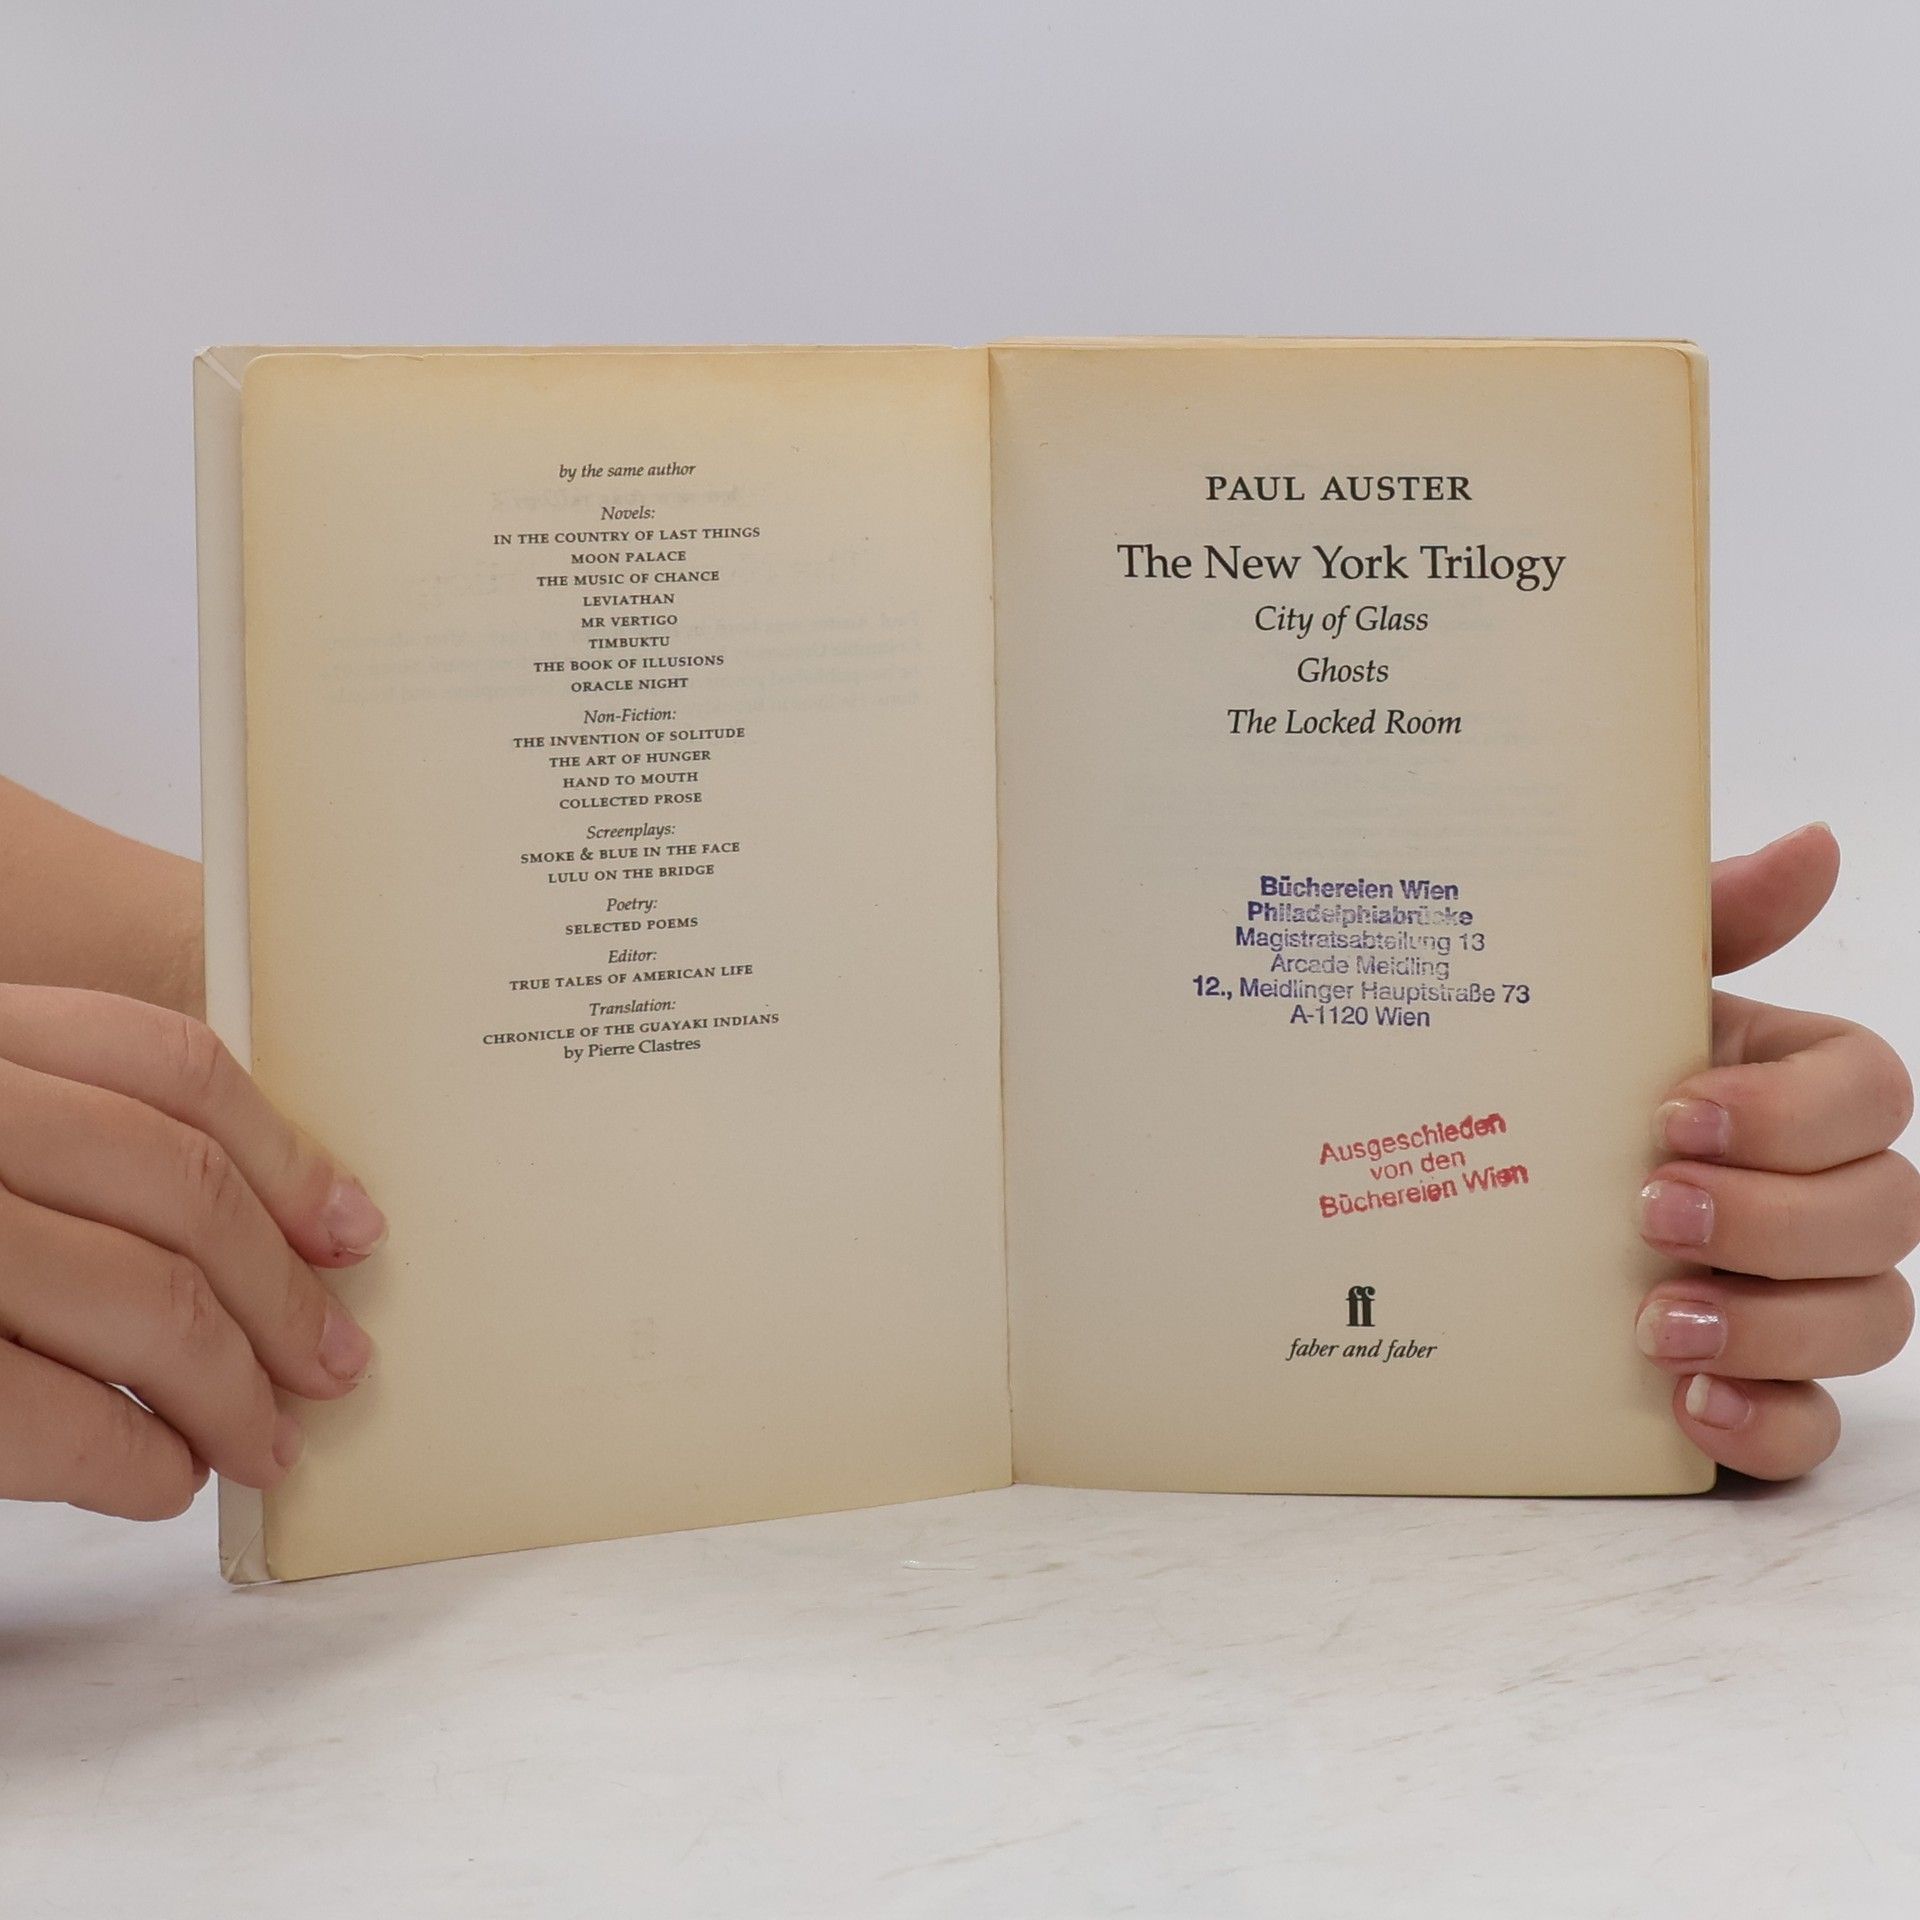 by the same author
Novels:
IN THE COUNTRY OF LAST THINGS
MOON PALACE
THE MUSIC OF CHANCE
LEVIATHAN
MR VERTIGO
TIMBUKTU
THE BOOK OF ILLUSIONS
ORACLE NIGHT
Non-Fiction:
THE INVENTION OF SOLITUDE
THE ART OF HUNGER
HAND TO MOUTH
COLLECTED PROSE
Screenplays:
SMOKE & BLUE IN THE FACE
LULU ON THE BRIDGE
Poetry:
SELECTED POEMS
Editor:
TRUE TALES OF AMERICAN LIFE
Translation:
CHRONICLE OF THE GUAYAKI INDIANS
by Pierre Clastres
PAUL AUSTER
The New York Trilogy
City of Glass
Ghosts
The Locked Room
Büchereien Wien
Philadelphiabrücke
Magistratsabteilung 13
Arcade Meidling
12., Meidlinger Hauptstraße 73
A-1120 Wien
Ausgeschieden
von den
Büchereien Wien
ff
faber and faber